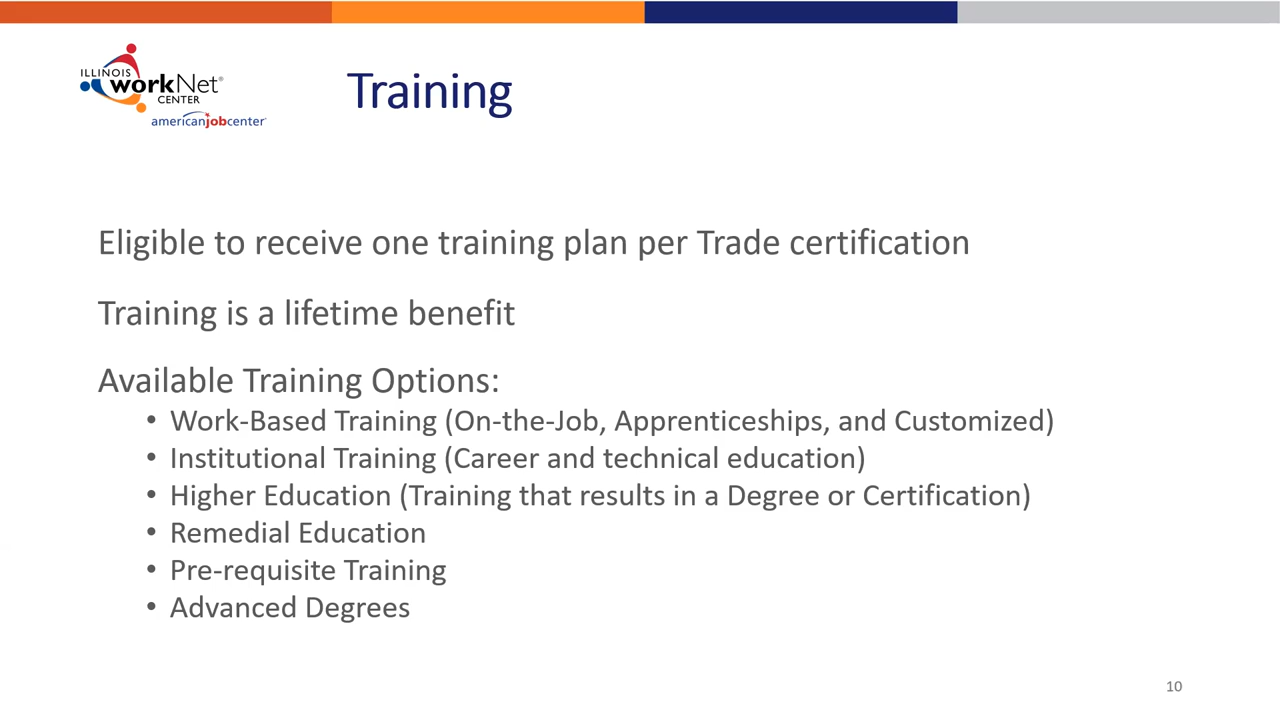 ILLINOIS
workNet®
CENTER
americanjobcenter
Training
Eligible to receive one training plan per Trade certification
Training is a lifetime benefit
Available Training Options:
• Work-Based Training (On-the-Job, Apprenticeships, and Customized)
• Institutional Training (Career and technical education)
• Higher Education (Training that results in a Degree or Certification)
• Remedial Education
• Pre-requisite Training
• Advanced Degrees
10